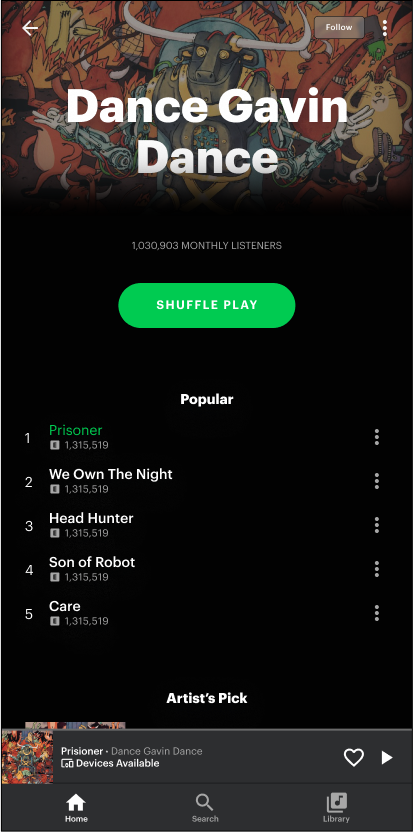 Follow
Dance Gavin
Dance
1,030,903 MONTHLY LISTENERS
SHUFFLE PLAY
Popular
1 Prisoner
E 1,315,519
2 We Own The Night
E 1,315,519
3 Head Hunter
E 1,315,519
4 Son of Robot
E 1,315,519
5 Care
E 1,315,519
Artist's Pick
Prisioner • Dance Gavin Dance
Devices Available
Home
Search
Library